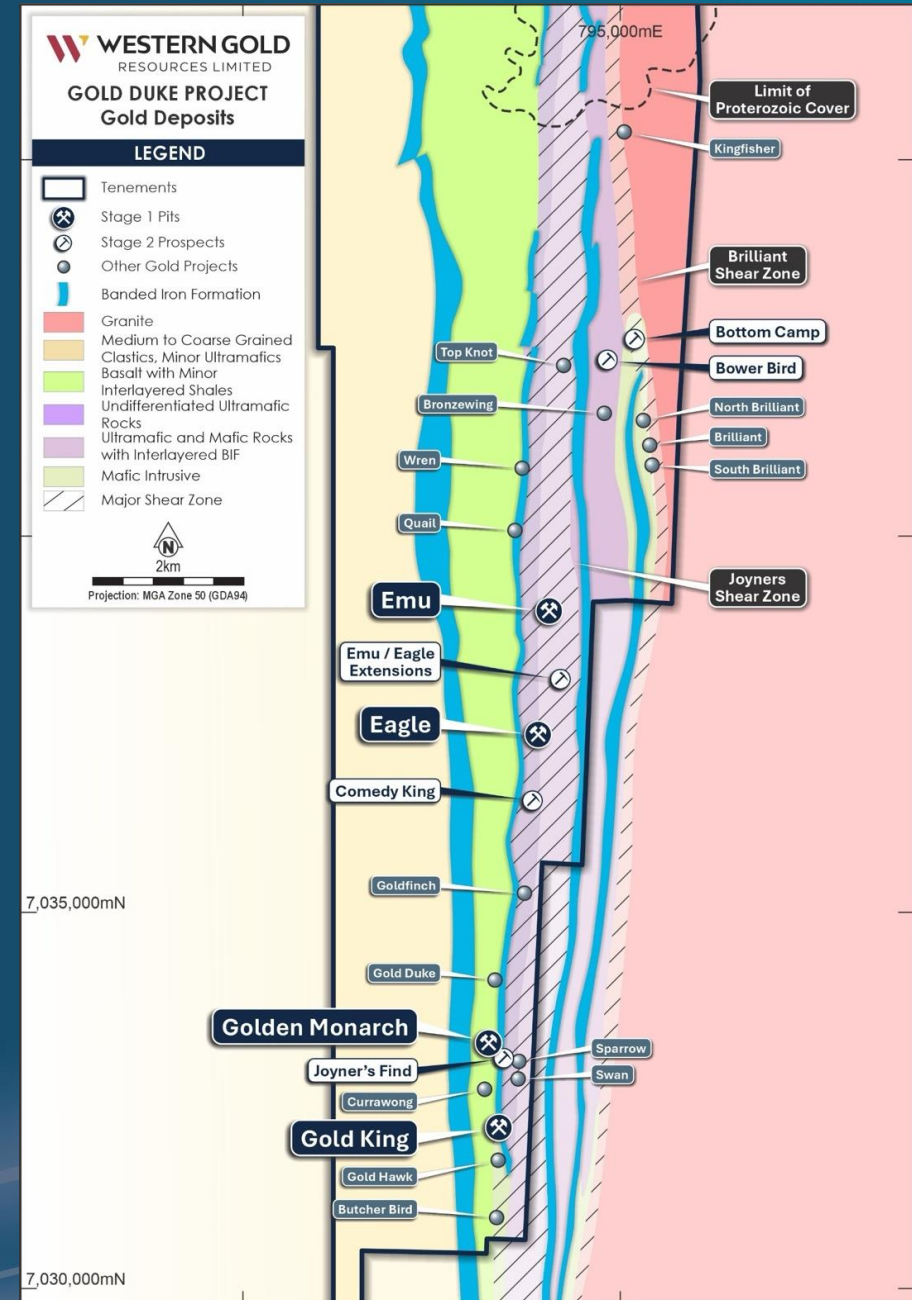 WESTERN GOLD
RESOURCES LIMITED
GOLD DUKE PROJECT
Gold Deposits
LEGEND
Tenements
Stage 1 Pits
Stage 2 Prospects
Other Gold Projects
Banded Iron Formation
Granite
Medium to Coarse Grained
Clastics, Minor Ultramafics
Basalt with Minor
Interlayered Shales
Undifferentiated Ultramafic
Rocks
Ultramafic and Mafic Rocks
with Interlayered BIF
Mafic Intrusive
Major Shear Zone
N
2km
Projection: MGA Zone 50 (GDA94)
795,000mE
Limit of
Proterozoic Cover
Kingfisher
Brilliant
Shear Zone
Bottom Camp
Top Knot
Bower Bird
Bronzewing
North Brilliant
Brilliant
Wren
South Brilliant
Quail
Joyners
Shear Zone
Emu
Emu / Eagle
Extensions
Eagle
Comedy King
Goldfinch
7,035,000mN
Gold Duke
Golden Monarch
Sparrow
Joyner's Find
Swan
Currawong
Gold King
Gold Hawk
Butcher Bird
7,030,000mN